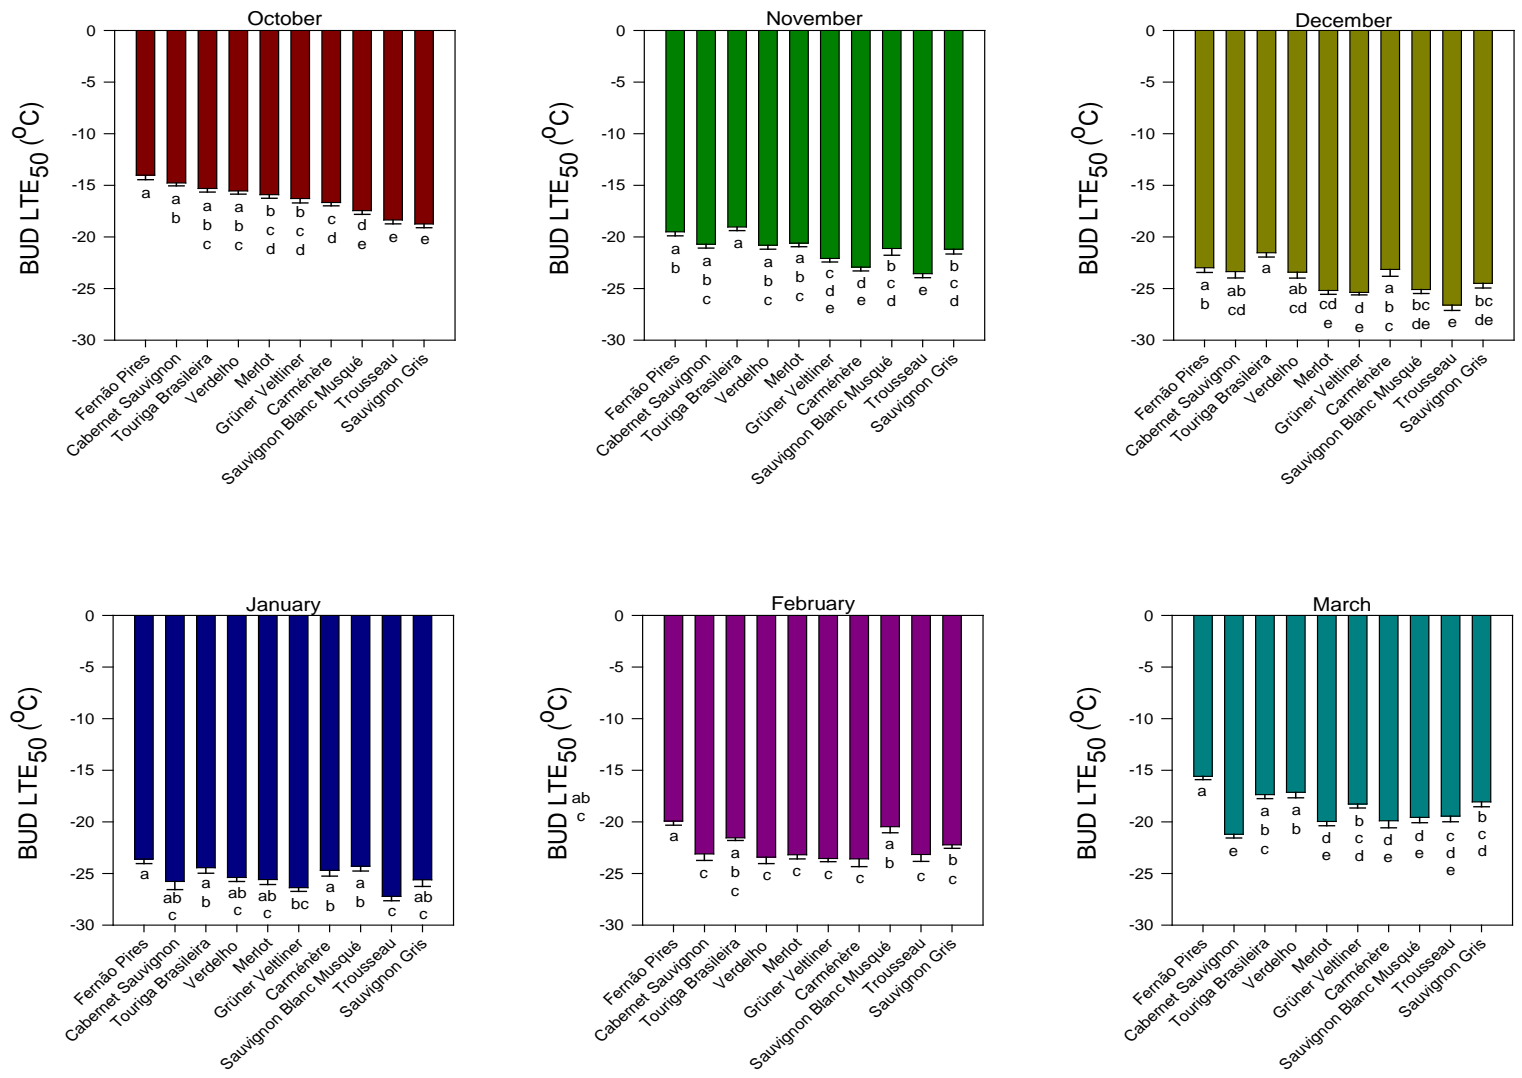 October
BUD LTE50 (oC)
0
-5
-10
-15
-20
-25
-30
a
a
b
a
b
c
a
b
c
b
c
d
b
c
d
c
d
d
e
e
e
Fernão Pires
Cabernet Sauvignon
Touriga Brasileira
Verdelho
Merlot
Grüner Veltliner
Carménère
Sauvignon Blanc Musqué
Trousseau
Sauvignon Gris
November
BUD LTE50 (oC)
0
-5
-10
-15
-20
-25
-30
a
b
a
b
c
a
a
b
c
a
b
c
c
d
e
d
e
b
c
d
e
b
c
d
Fernão Pires
Cabernet Sauvignon
Touriga Brasileira
Verdelho
Merlot
Grüner Veltliner
Carménère
Sauvignon Blanc Musqué
Trousseau
Sauvignon Gris
December
BUD LTE50 (oC)
0
-5
-10
-15
-20
-25
-30
a
b
ab
cd
a
ab
cd
cd
e
d
e
a
b
c
bc
de
e
bc
de
Fernão Pires
Cabernet Sauvignon
Touriga Brasileira
Verdelho
Merlot
Grüner Veltliner
Carménère
Sauvignon Blanc Musqué
Trousseau
Sauvignon Gris
January
BUD LTE50 (oC)
0
-5
-10
-15
-20
-25
-30
a
ab
c
a
b
ab
c
ab
c
bc
a
b
a
b
c
ab
c
Fernão Pires
Cabernet Sauvignon
Touriga Brasileira
Verdelho
Merlot
Grüner Veltliner
Carménère
Sauvignon Blanc Musqué
Trousseau
Sauvignon Gris
February
BUD LTE50 (oC)
ab
c
0
-5
-10
-15
-20
-25
-30
a
c
a
b
c
c
c
c
c
a
b
c
b
c
Fernão Pires
Cabernet Sauvignon
Touriga Brasileira
Verdelho
Merlot
Grüner Veltliner
Carménère
Sauvignon Blanc Musqué
Trousseau
Sauvignon Gris
March
BUD LTE50 (oC)
0
-5
-10
-15
-20
-25
-30
a
e
a
b
c
a
b
d
e
b
c
d
d
e
d
e
c
d
e
b
c
d
Fernão Pires
Cabernet Sauvignon
Touriga Brasileira
Verdelho
Merlot
Grüner Veltliner
Carménère
Sauvignon Blanc Musqué
Trousseau
Sauvignon Gris